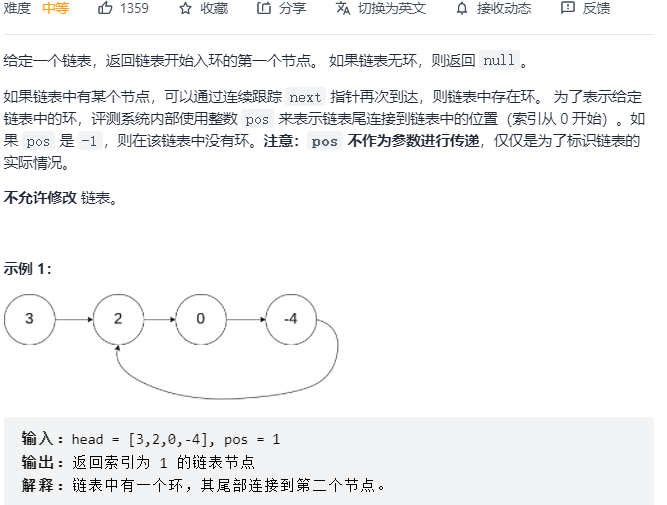 难度 中等 1359 收藏 分享 切换为英文 接收动态 反馈
给定一个链表，返回链表开始入环的第一个节点。 如果链表无环，则返回 null。
如果链表中有某个节点，可以通过连续跟踪 next 指针再次到达，则链表中存在环。 为了表示给定
链表中的环，评测系统内部使用整数 pos 来表示链表尾连接到链表中的位置（索引从 0 开始）。如
果 pos 是 -1，则在该链表中没有环。注意：pos 不作为参数进行传递，仅仅是为了标识链表的
实际情况。
不允许修改 链表。
示例 1：
3 2 0 -4
输入：head = [3,2,0,-4], pos = 1
输出：返回索引为 1 的链表节点
解释：链表中有一个环，其尾部连接到第二个节点。